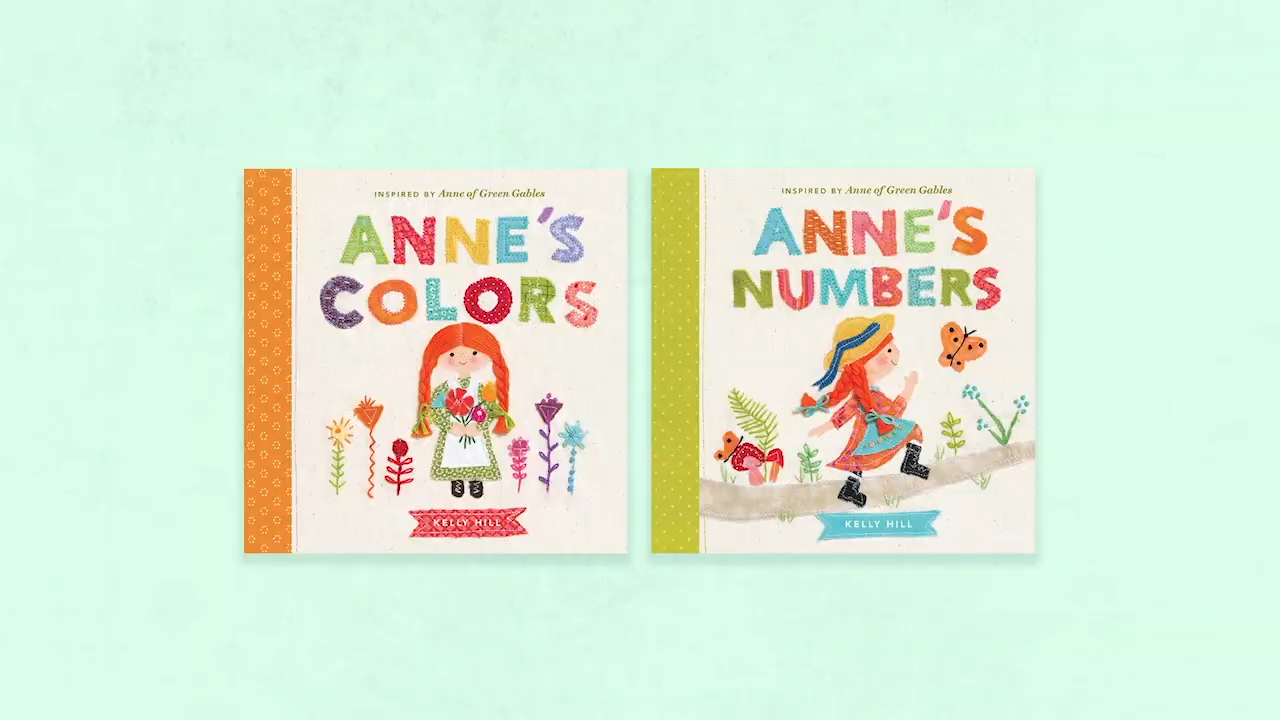 INSPIRED BY Anne of Green Gables
ANNE'S
COLORS
KELLY HILL
INSPIRED BY Anne of Green Gables
ANNE'S
NUMBERS
KELLY HILL